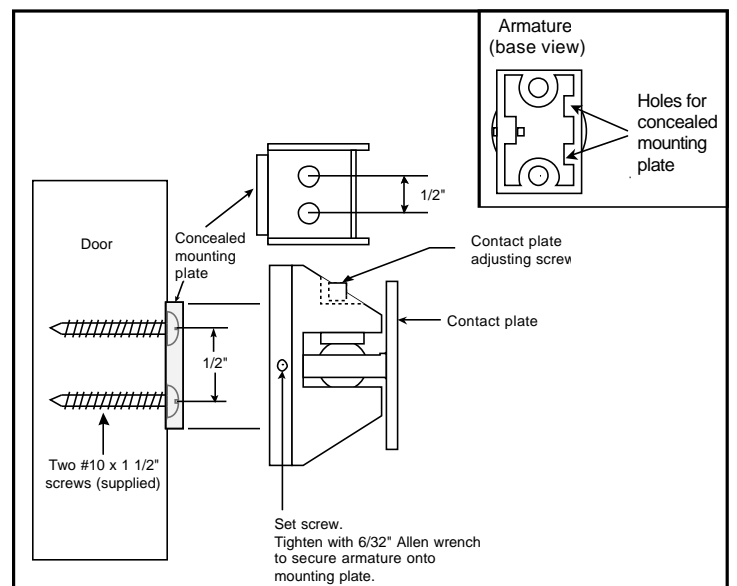 Armature
(base view)
Holes for
concealed
mounting
plate
1/2"
Door
Concealed
mounting
plate
Contact plate
adjusting screw
Contact plate
1/2"
Two #10 x 1 1/2"
screws (supplied)
Set screw.
Tighten with 6/32" Allen wrench
to secure armature onto
mounting plate.